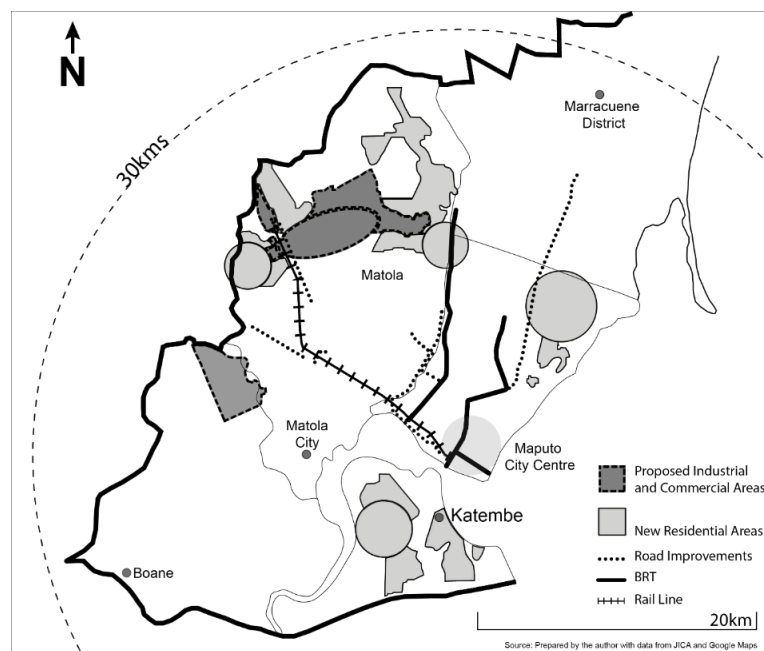 N
30kms
Marracuene
District
Matola
Matola
City
Maputo
City Centre
Katembe
Boane
Proposed Industrial
and Commercial Areas
New Residential Areas
Road Improvements
BRT
Rail Line
20km
Source: Prepared by the author with data from JICA and Google Maps